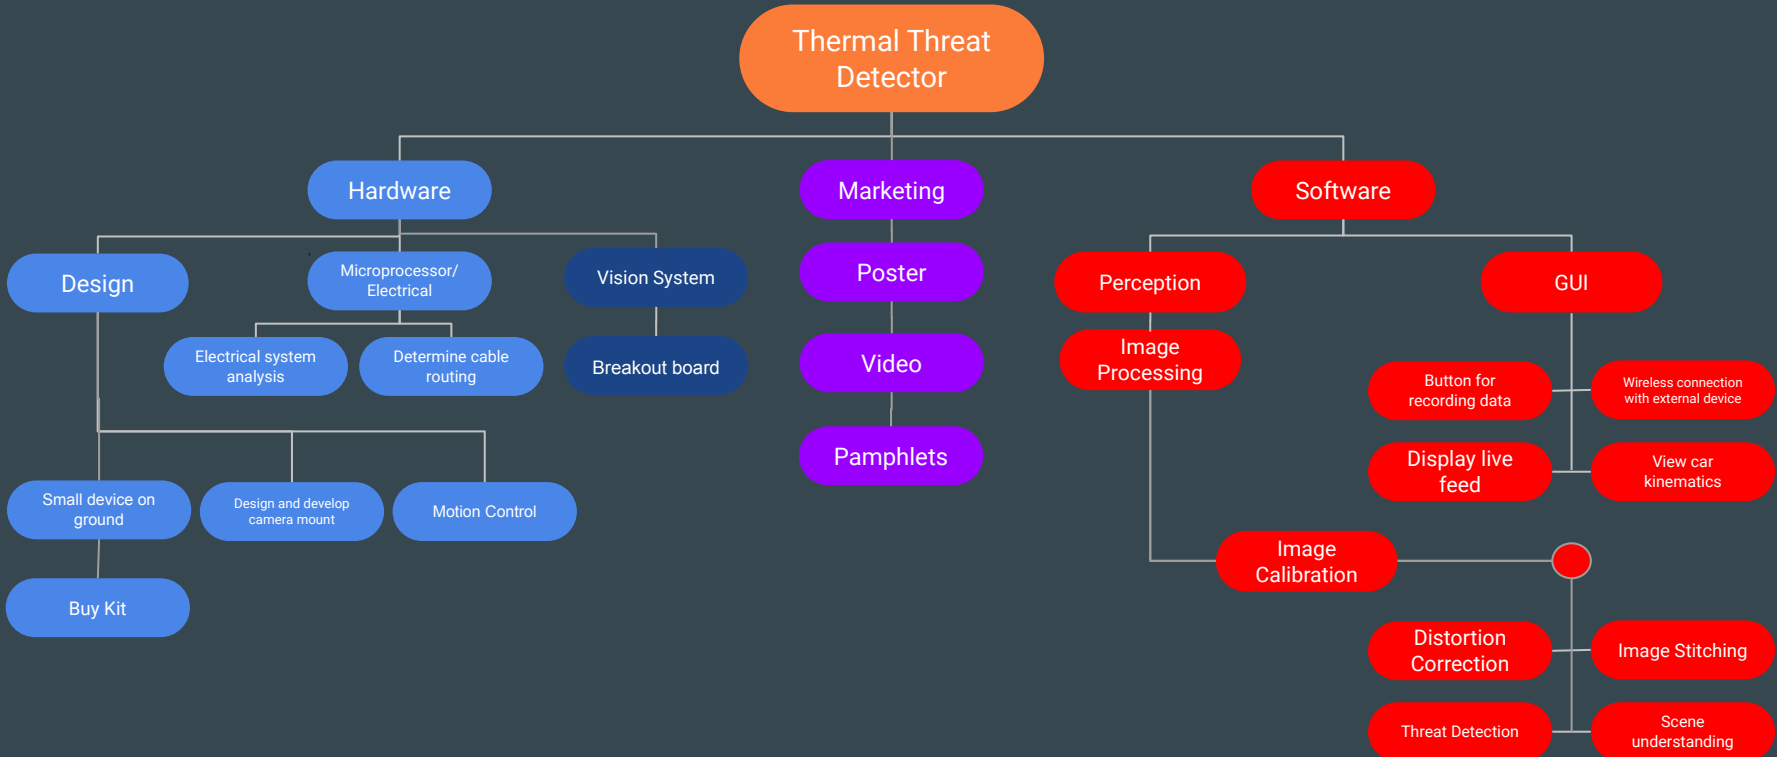 Thermal Threat
Detector
Hardware
Marketing
Software
Design
Microprocessor/
Electrical
Vision System
Poster
Perception
GUI
Electrical system
analysis
Determine cable
routing
Breakout board
Video
Image
Processing
Button for
recording data
Wireless connection
with external device
Pamphlets
Display live
feed
View car
kinematics
Small device on
ground
Design and develop
camera mount
Motion Control
Image
Calibration
Buy Kit
Distortion
Correction
Image Stitching
Threat Detection
Scene
understanding